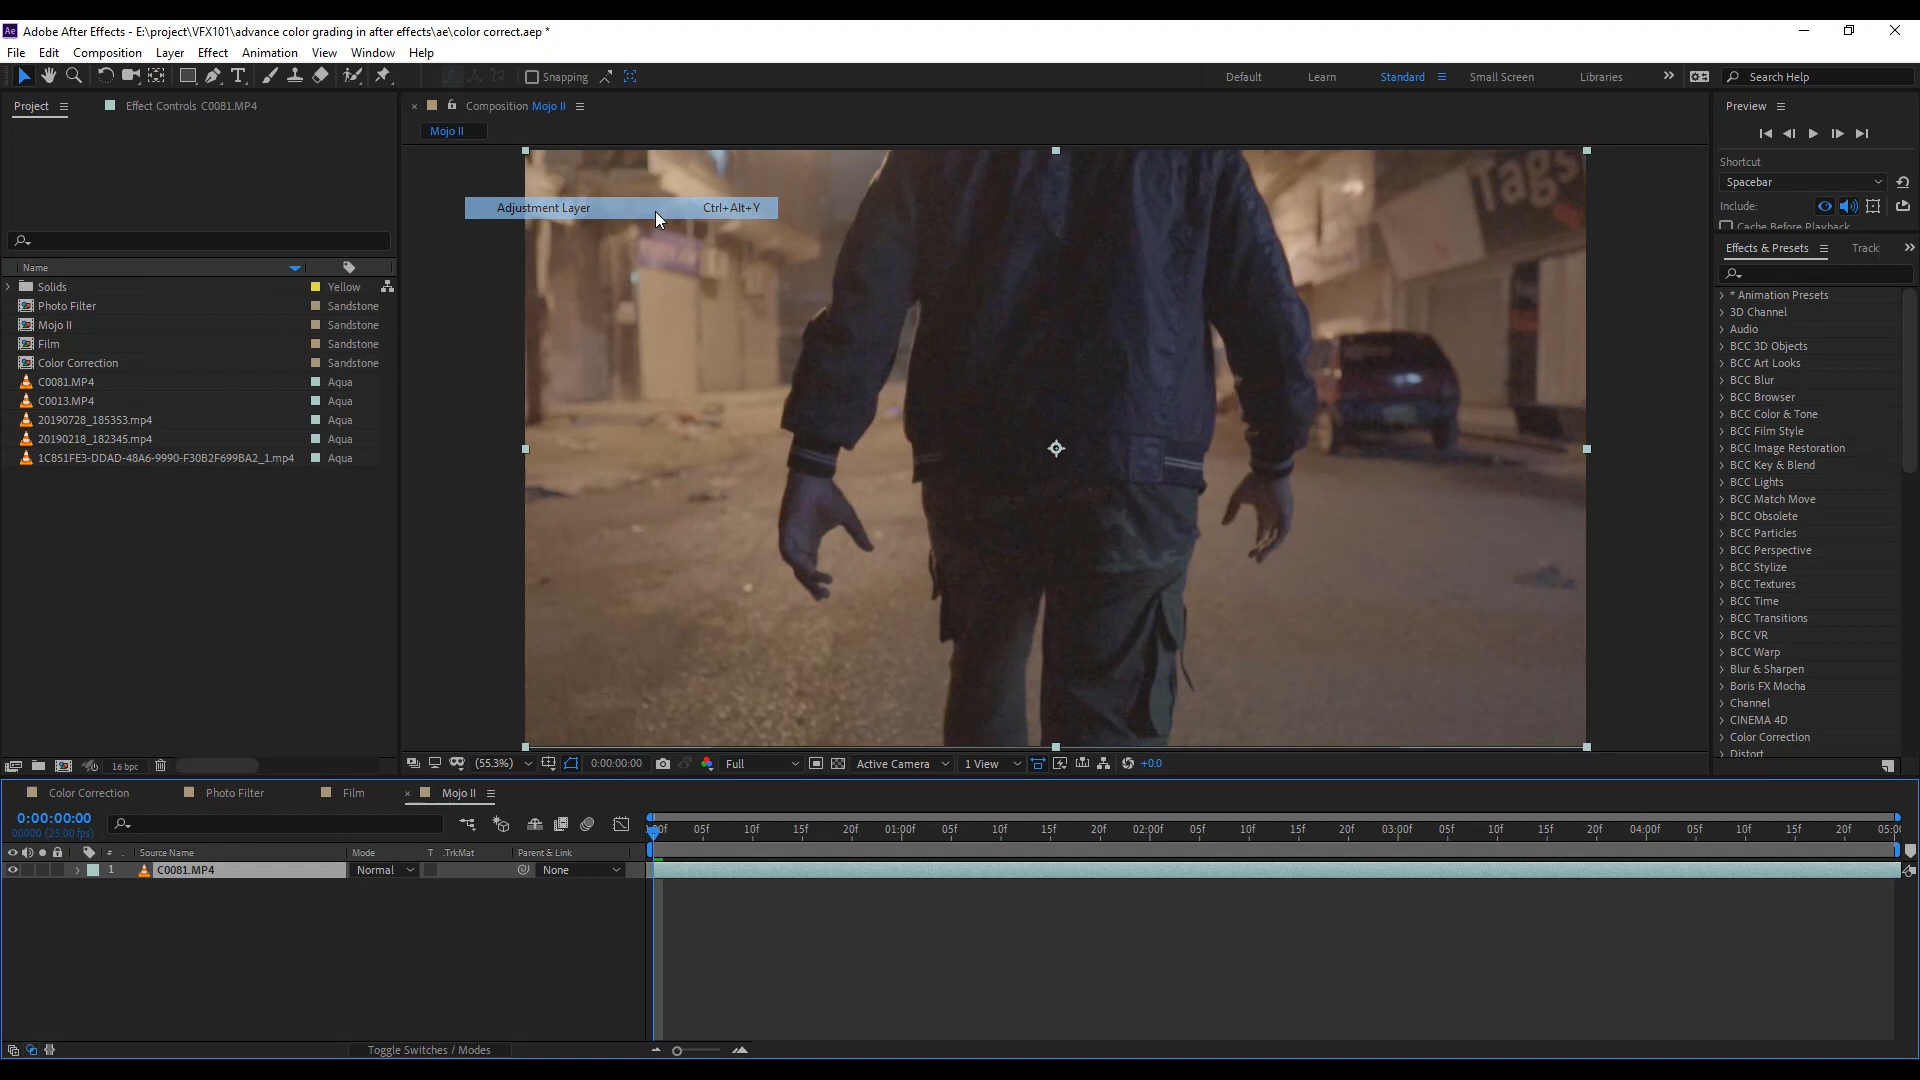 Ae Adobe After Effects - E:\project\VFX101\advance color grading in after effects\ae\color correct.aep *
File Edit Composition Layer Effect Animation View Window Help
Snapping Default Learn Standard Small Screen Libraries Search Help
Project Effect Controls C0081.MP4 Composition Mojo II Preview
Mojo II
Tags
Adjustment Layer Ctrl+Alt+Y
Shortcut
Spacebar
Include:
Cache Before Playback
Effects & Presets Track
Name
Solids Yellow
Photo Filter Sandstone
Mojo II Sandstone
Film Sandstone
Color Correction Sandstone
C0081.MP4 Aqua
C0013.MP4 Aqua
20190728_185353.mp4 Aqua
20190218_182345.mp4 Aqua
1C851FE3-DDAD-48A6-9990-F30B2F699BA2_1.mp4 Aqua
* Animation Presets
3D Channel
Audio
BCC 3D Objects
BCC Art Looks
BCC Blur
BCC Browser
BCC Color & Tone
BCC Film Style
BCC Image Restoration
BCC Key & Blend
BCC Lights
BCC Match Move
BCC Obsolete
BCC Particles
BCC Perspective
BCC Stylize
BCC Textures
BCC Time
BCC Transitions
BCC VR
BCC Warp
Blur & Sharpen
Boris FX Mocha
Channel
CINEMA 4D
Color Correction
Distort
16 bpc (55.3%) 0:00:00:00 Full Active Camera 1 View +0.0
Color Correction Photo Filter Film Mojo II
0:00:00:00
00000 (25.00 fps)
05f 10f 15f 20f 01:00f 05f 10f 15f 20f 02:00f 05f 10f 15f 20f 03:00f 05f 10f 15f 20f 04:00f 05f 10f 15f 20f 05:00
# Source Name Mode T .TrkMat Parent & Link
1 C0081.MP4 Normal None
Toggle Switches / Modes